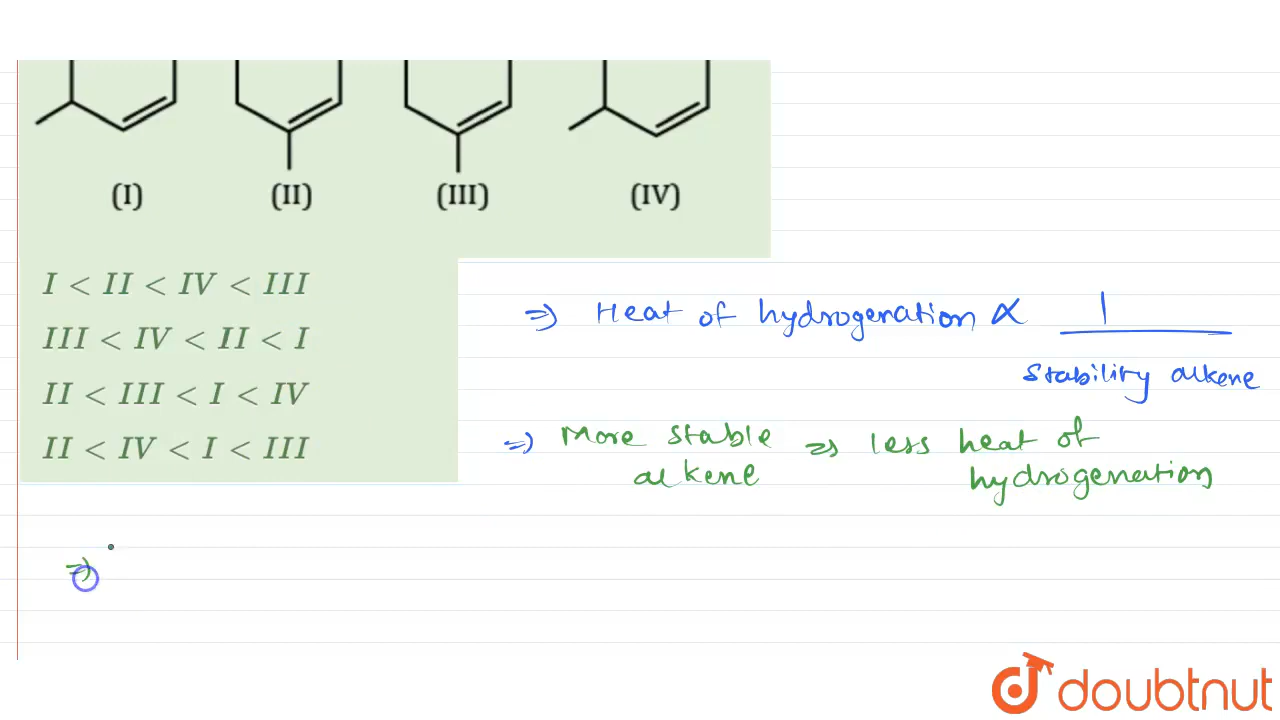 (I) (II) (III) (IV)
I < II < IV < III
III < IV < II < I
II < III < I < IV
II < IV < I < III
⇒ Heat of hydrogenation ∝ 1
stability alkene
⇒ More stable ⇒ less heat of
alkene hydrogenation
⇒
doubtnut